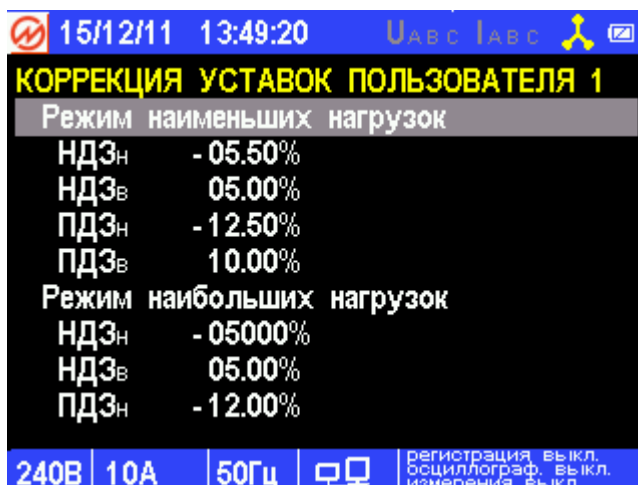 15/12/11 13:49:20 UABC IABC
КОРРЕКЦИЯ УСТАВОК ПОЛЬЗОВАТЕЛЯ 1
Режим наименьших нагрузок
НДЗн - 05.50%
НДЗв 05.00%
ПДЗн - 12.50%
ПДЗв 10.00%
Режим наибольших нагрузок
НДЗн - 05000%
НДЗв 05.00%
ПДЗн - 12.00%
240В 10А 50Гц
регистрация выкл.
осциллограф. выкл.
измерения выкл